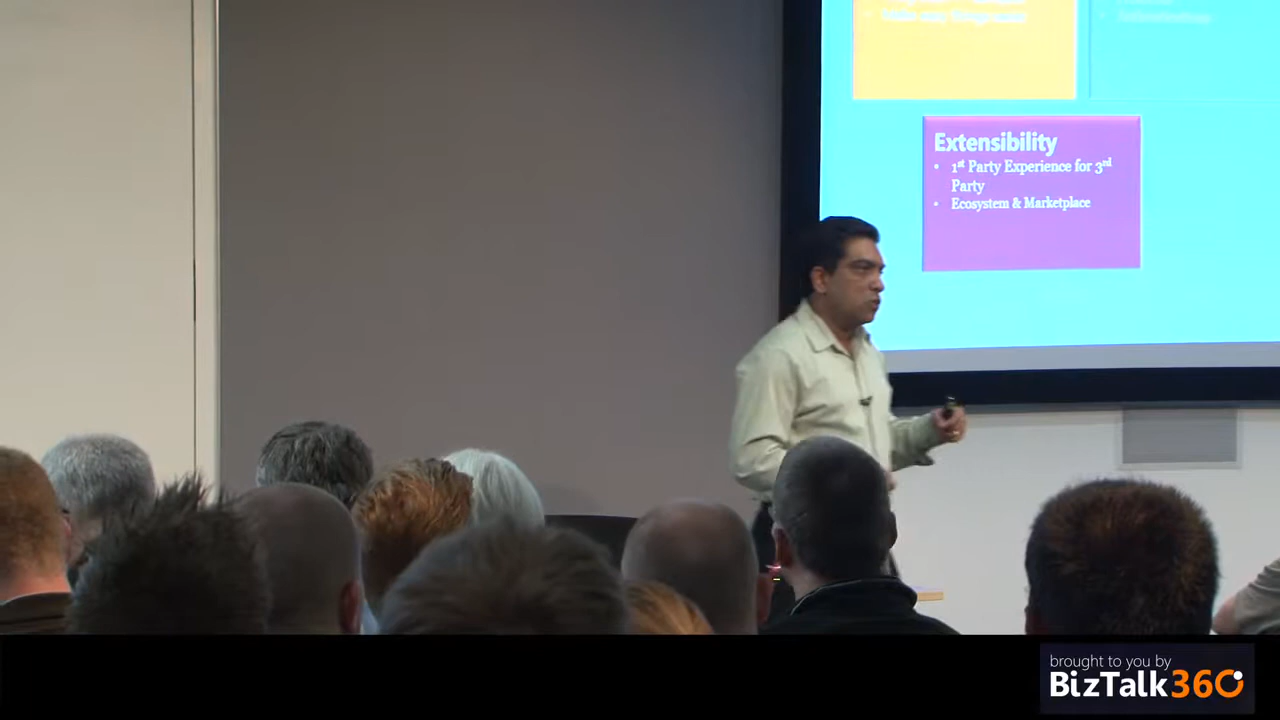 Extensibility
• 1st Party Experience for 3rd
Party
• Ecosystem & Marketplace
brought to you by
BizTalk360